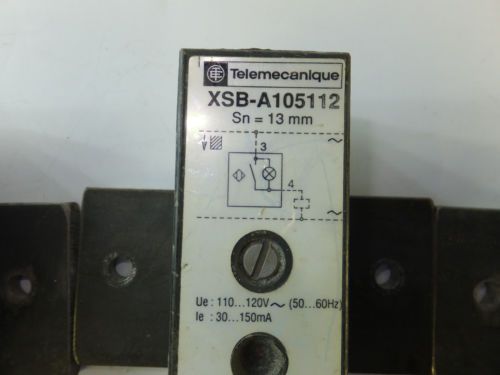 Telemecanique
XSB-A105112
Sn = 13 mm
~
3
4
~
Ue : 110...120V ~ (50...60Hz)
Ie : 30...150mA